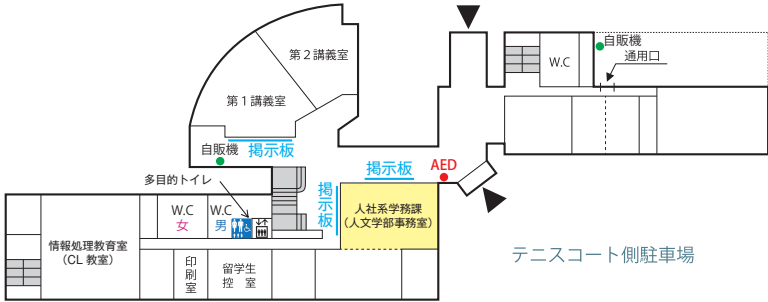 自販機
通用口
W.C
第2講義室
第1講義室
自販機
掲示板
掲示板
AED
多目的トイレ
掲示板
W.C
女
W.C
男
人社系学務課
(人文学部事務室)
情報処理教育室
(CL教室)
印刷室
留学生
控 室
テニスコート側駐車場